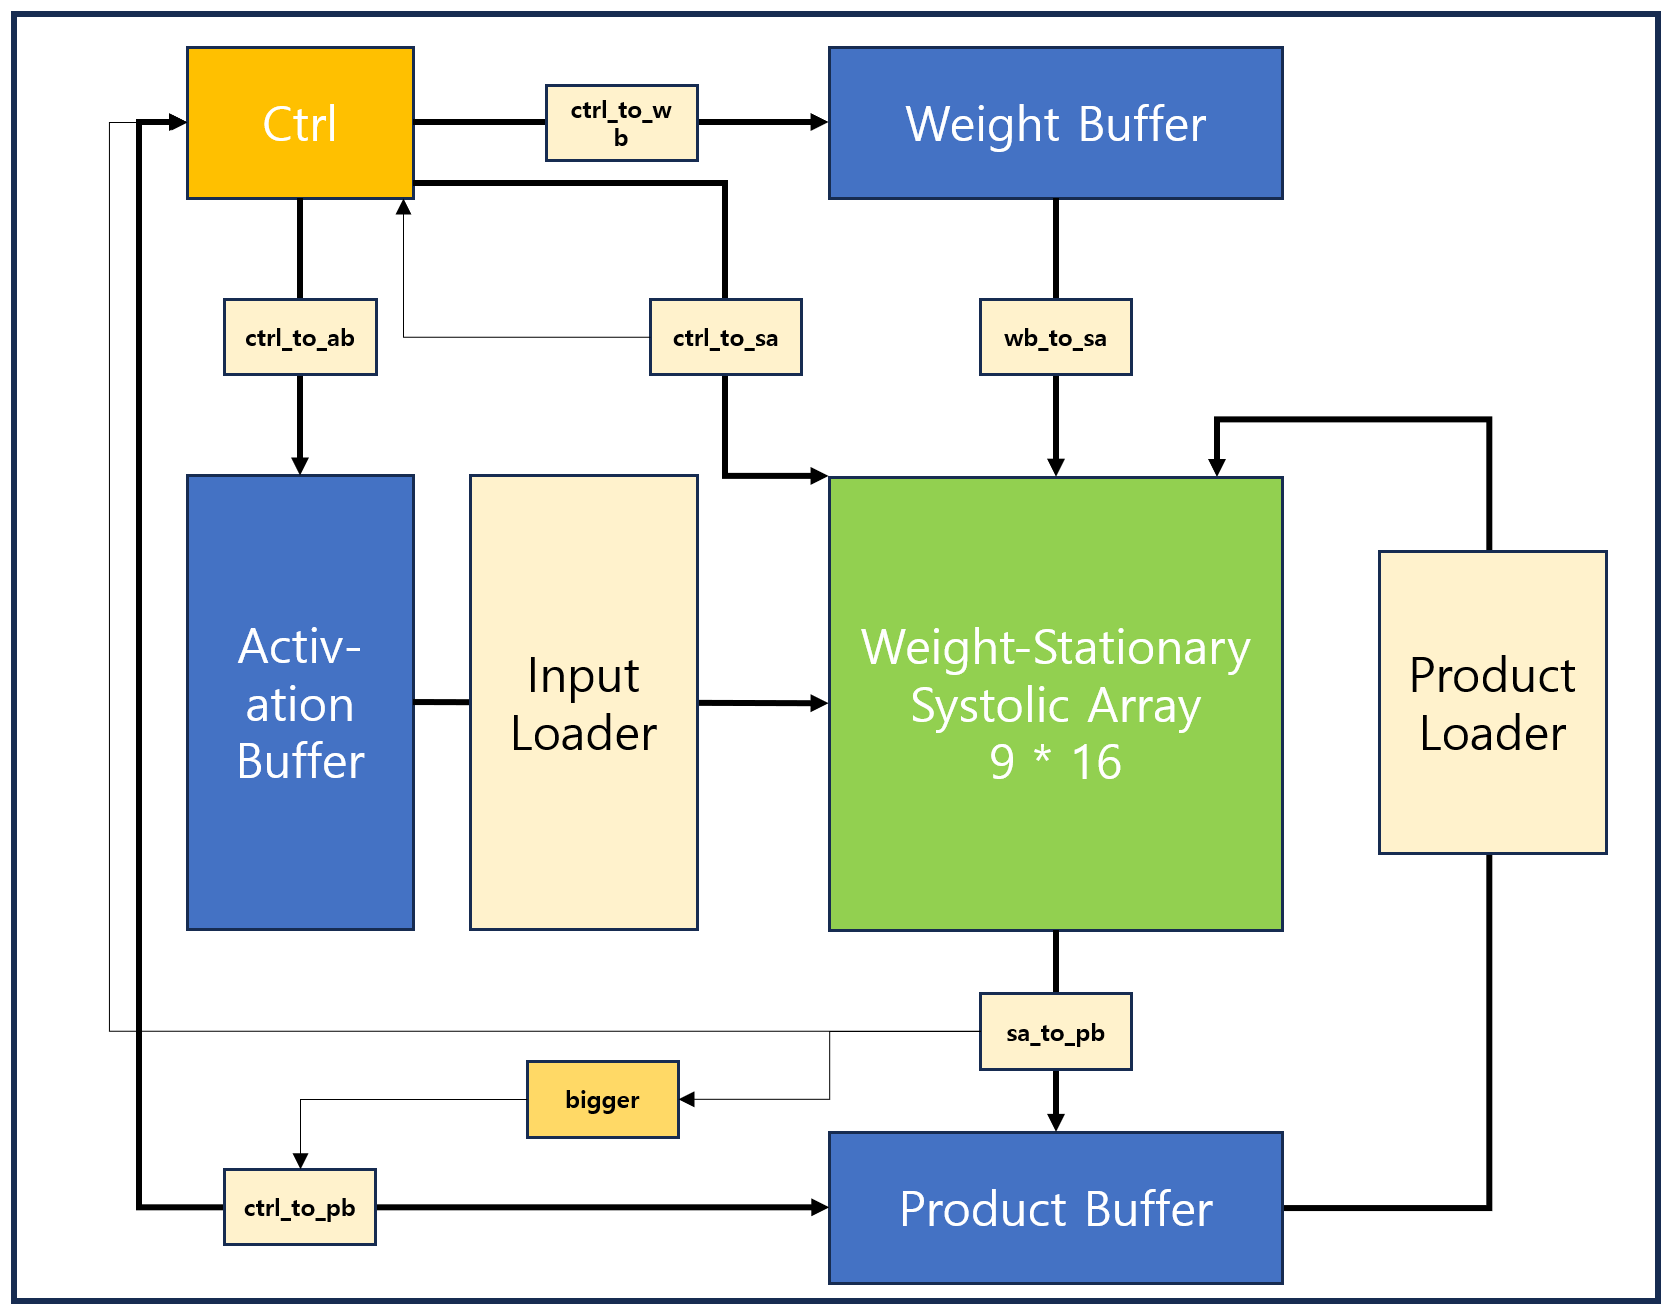 Ctrl
ctrl_to_w
b
Weight Buffer
ctrl_to_ab
ctrl_to_sa
wb_to_sa
Activ-
ation
Buffer
Input
Loader
Weight-Stationary
Systolic Array
9 * 16
Product
Loader
sa_to_pb
bigger
ctrl_to_pb
Product Buffer